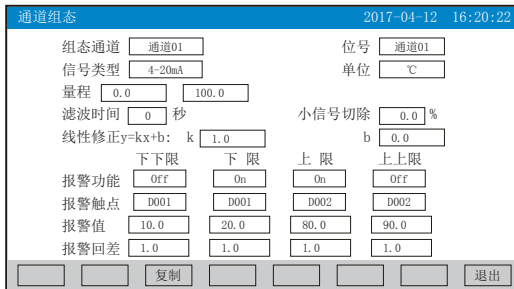 通道组态 2017-04-12 16:20:22
组态通道 通道01 位号 通道01
信号类型 4-20mA 单位 ℃
量程 0.0 100.0
滤波时间 0 秒 小信号切除 0.0 %
线性修正y=kx+b: k 1.0 b 0.0
下下限 下 限 上 限 上上限
报警功能 Off On On Off
报警触点 D001 D001 D002 D002
报警值 10.0 20.0 80.0 90.0
报警回差 1.0 1.0 1.0 1.0
复制 退出